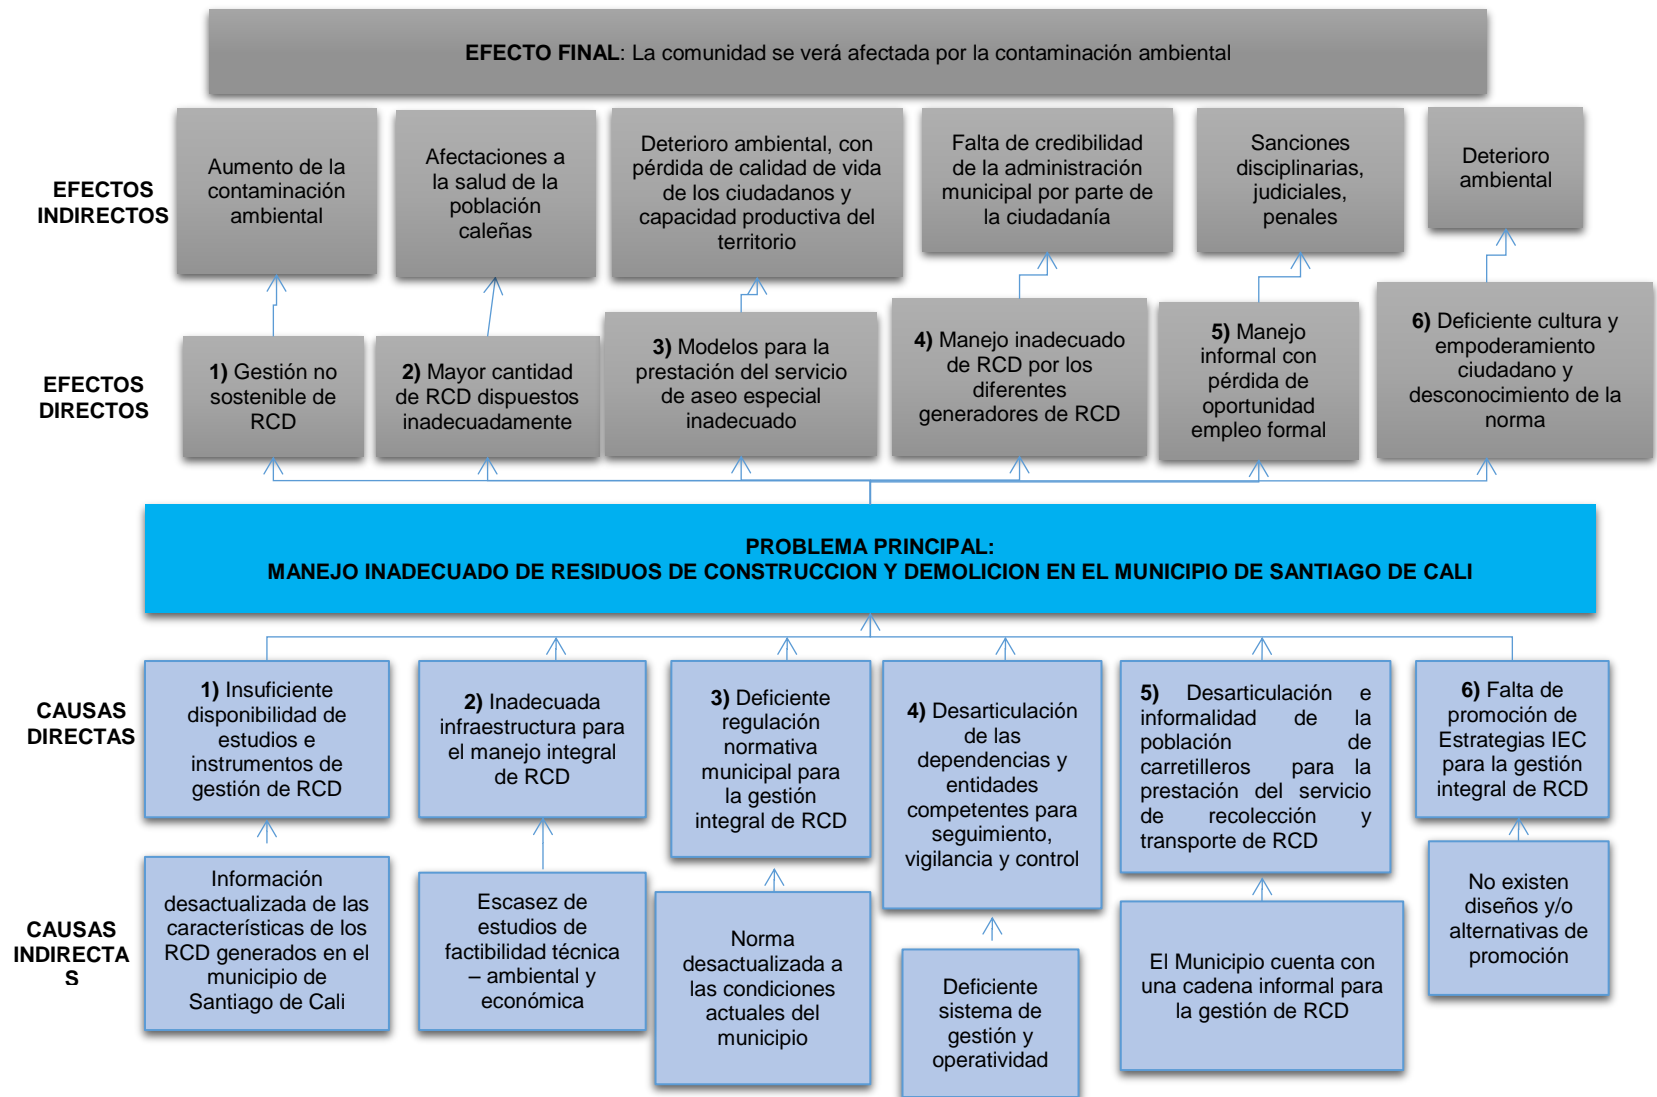 EFECTO FINAL: La comunidad se verá afectada por la contaminación ambiental
EFECTOS
INDIRECTOS
Aumento de la
contaminación
ambiental
Afectaciones a
la salud de la
población
caleñas
Deterioro ambiental, con
pérdida de calidad de vida
de los ciudadanos y
capacidad productiva del
territorio
Falta de credibilidad
de la administración
municipal por parte de
la ciudadanía
Sanciones
disciplinarias,
judiciales,
penales
Deterioro
ambiental
EFECTOS
DIRECTOS
1) Gestión no
sostenible de
RCD
2) Mayor cantidad
de RCD dispuestos
inadecuadamente
3) Modelos para la
prestación del servicio
de aseo especial
inadecuado
4) Manejo inadecuado
de RCD por los
diferentes
generadores de RCD
5) Manejo
informal con
pérdida de
oportunidad
empleo formal
6) Deficiente cultura y
empoderamiento
ciudadano y
desconocimiento de la
norma
PROBLEMA PRINCIPAL:
MANEJO INADECUADO DE RESIDUOS DE CONSTRUCCION Y DEMOLICION EN EL MUNICIPIO DE SANTIAGO DE CALI
CAUSAS
DIRECTAS
1) Insuficiente
disponibilidad de
estudios e
instrumentos de
gestión de RCD
2) Inadecuada
infraestructura para
el manejo integral
de RCD
3) Deficiente
regulación
normativa
municipal para
la gestión
integral de RCD
4) Desarticulación
de las
dependencias y
entidades
competentes para
seguimiento,
vigilancia y control
5) Desarticulación e
informalidad de la
población de
carretilleros para la
prestación del servicio
de recolección y
transporte de RCD
6) Falta de
promoción de
Estrategias IEC
para la gestión
integral de RCD
CAUSAS
INDIRECTA
S
Información
desactualizada de las
características de los
RCD generados en el
municipio de
Santiago de Cali
Escasez de
estudios de
factibilidad técnica
– ambiental y
económica
Norma
desactualizada a
las condiciones
actuales del
municipio
Deficiente
sistema de
gestión y
operatividad
El Municipio cuenta con
una cadena informal para
la gestión de RCD
No existen
diseños y/o
alternativas de
promoción